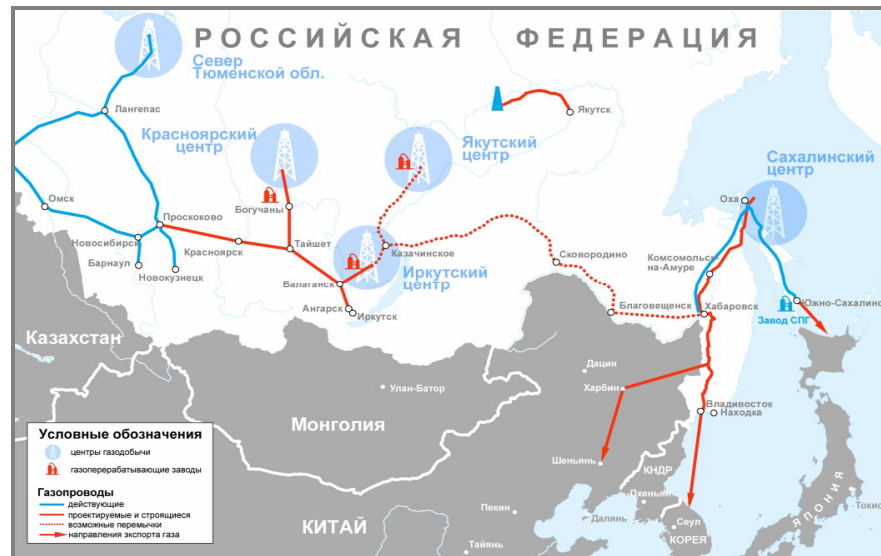 РОССИЙСКАЯ ФЕДЕРАЦИЯ
Север
Тюменской обл.
Лангепас
Красноярский
центр
Якутский
центр
Якутск
Сахалинский
центр
Оха
Омск
Проскоково
Богучаны
Новосибирск
Красноярск
Тайшет
Казачинское
Сковородино
Комсомольск-
на-Амуре
Барнаул
Новокузнецк
Иркутский
центр
Балаганск
Благовещенск
Хабаровск
Южно-Сахалинск
Ангарск
Иркутск
Завод СПГ
Казахстан
Дацин
Улан-Батор
Харбин
Монголия
Владивосток
Находка
Шеньянь
КНДР
Пхеньян
Пекин
Далянь
Сеул
КОРЕЯ
ЯПОНИЯ
Токио
КИТАЙ
Тайянь
Условные обозначения
центры газодобычи
газоперерабатывающие заводы
Газопроводы
действующие
проектируемые и строящиеся
возможные перемычки
направления экспорта газа